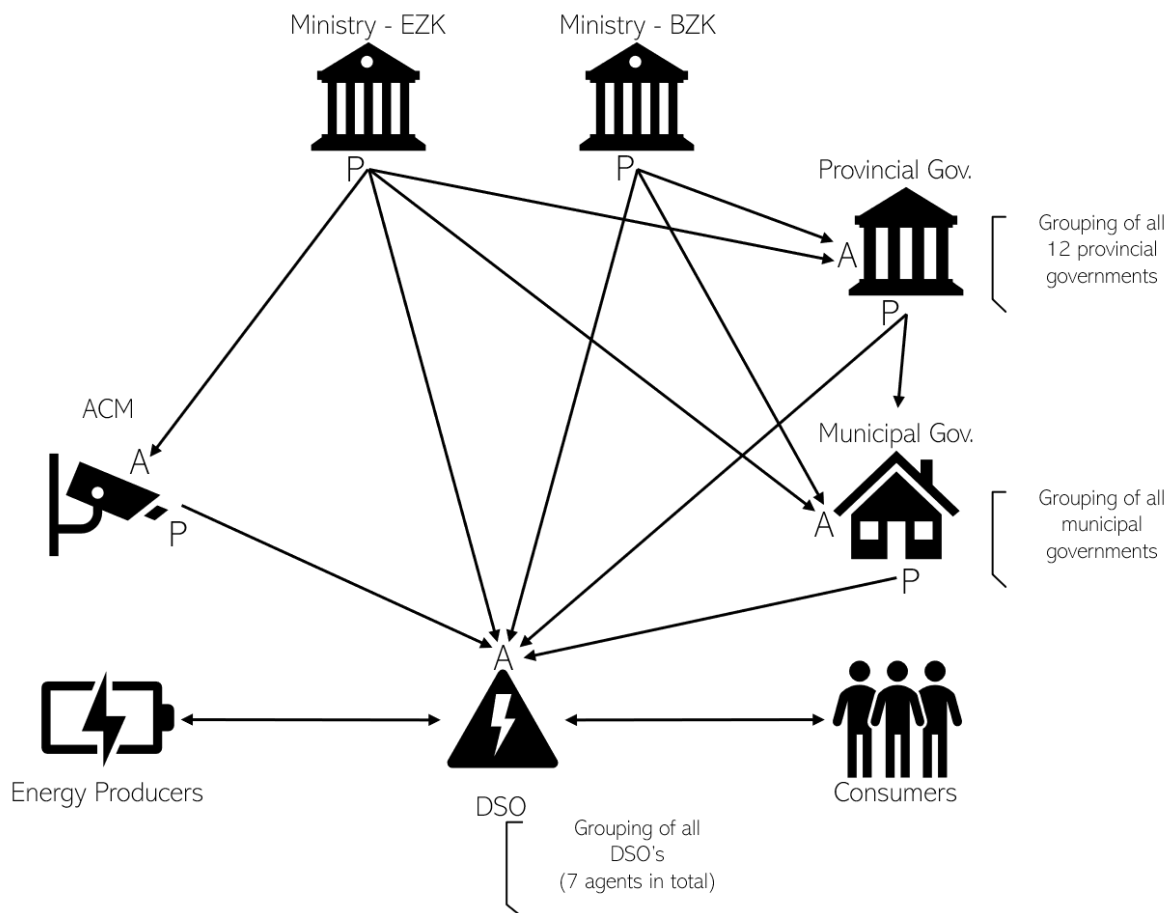 Ministry - EZK
Ministry - BZK
P
P
Provincial Gov.
A
P
Grouping of all
12 provincial
governments
ACM
A
P
Municipal Gov.
A
P
Grouping of all
municipal
governments
A
Energy Producers
DSO
Consumers
Grouping of all
DSO's
(7 agents in total)